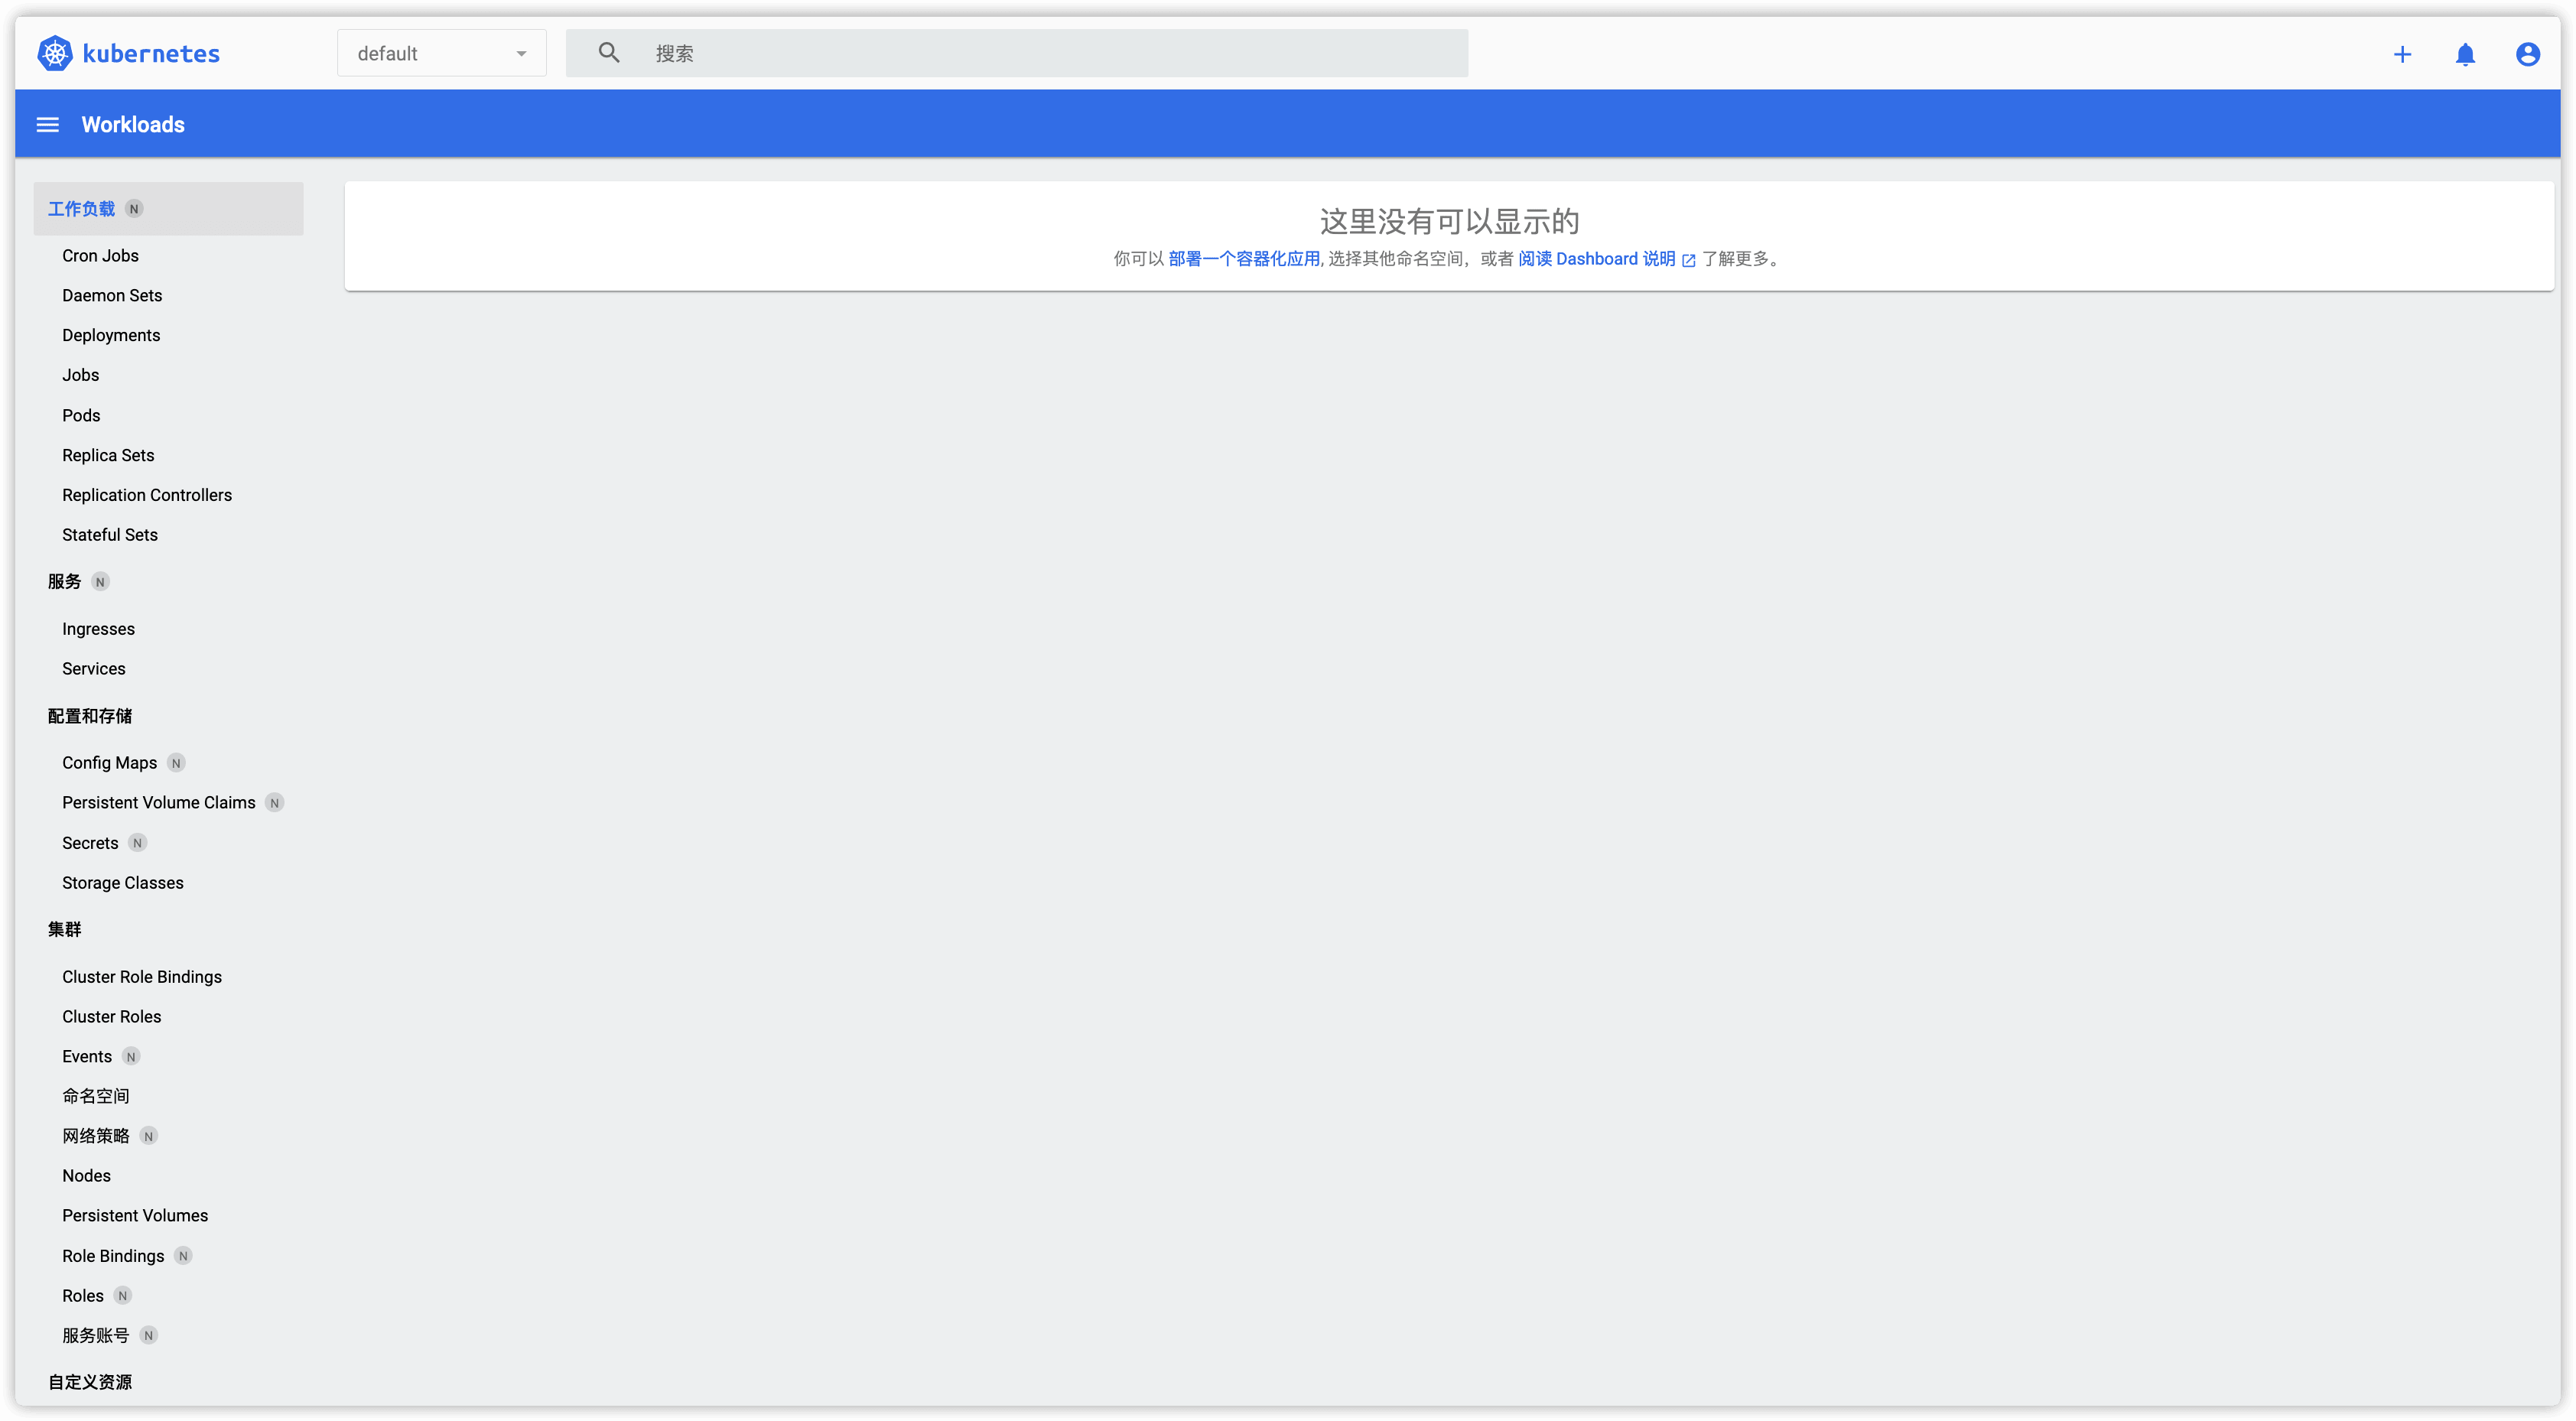 kubernetes
default
搜索
Workloads
工作负载 N
Cron Jobs
Daemon Sets
Deployments
Jobs
Pods
Replica Sets
Replication Controllers
Stateful Sets
服务 N
Ingresses
Services
配置和存储
Config Maps N
Persistent Volume Claims N
Secrets N
Storage Classes
集群
Cluster Role Bindings
Cluster Roles
Events N
命名空间
网络策略 N
Nodes
Persistent Volumes
Role Bindings N
Roles N
服务账号 N
自定义资源
这里没有可以显示的
你可以 部署一个容器化应用, 选择其他命名空间，或者 阅读 Dashboard 说明 了解更多。